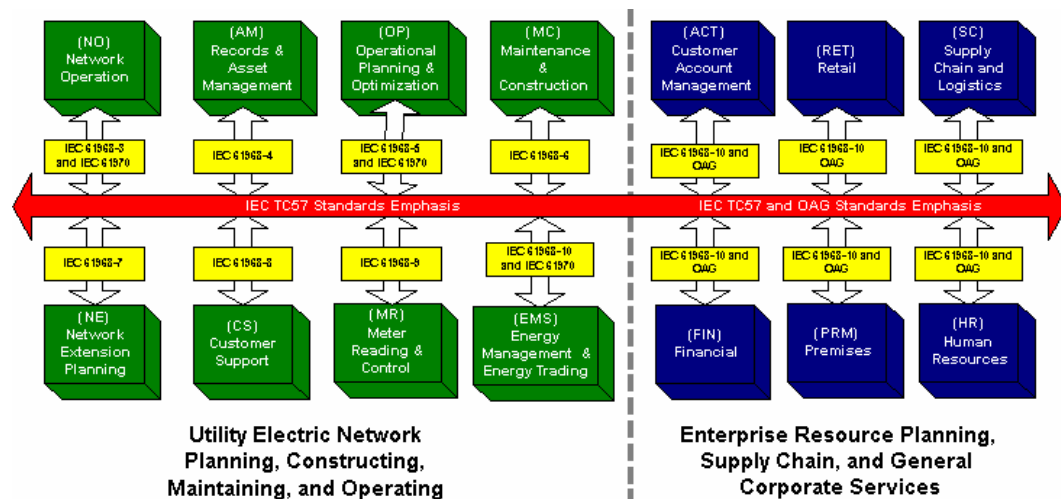 (NO)
Network
Operation
(AM)
Records &
Asset
Management
(OP)
Operational
Planning &
Optimization
(MC)
Maintenance
&
Construction
(ACT)
Customer
Account
Management
(RET)
Retail
(SC)
Supply
Chain and
Logistics
IEC 61968-3
and IEC 61970
IEC 61968-4
IEC 61968-5
and IEC 61970
IEC 61968-6
IEC 61968-10 and
OAG
IEC 61968-10 and
OAG
IEC 61968-10 and
OAG
IEC TC57 Standards Emphasis
IEC TC57 and OAG Standards Emphasis
IEC 61968-7
IEC 61968-8
IEC 61968-9
IEC 61968-10
and IEC 61970
IEC 61968-10 and
OAG
IEC 61968-10 and
OAG
IEC 61968-10 and
OAG
(NE)
Network
Extension
Planning
(CS)
Customer
Support
(MR)
Meter
Reading &
Control
(EMS)
Energy
Management &
Energy Trading
(FIN)
Financial
(PRM)
Premises
(HR)
Human
Resources
Utility Electric Network
Planning, Constructing,
Maintaining, and Operating
Enterprise Resource Planning,
Supply Chain, and General
Corporate Services